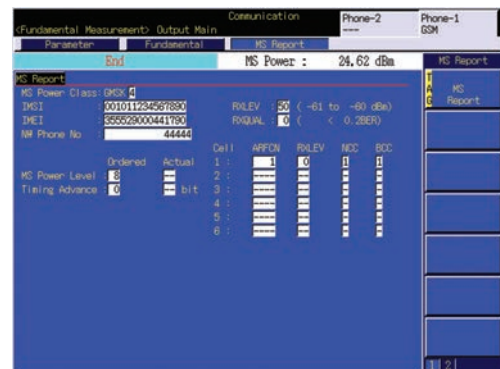 Communication
<Fundamental Measurement> Output Main
Phone-2
----
Phone-1
GSM
Parameter Fundamental MS Report
End MS Power : 24.62 dBm MS Report
MS Report
MS Power Class: GMSK 4
IMSI : 001011234567890 RXLEV : 50 ( -61 to -60 dBm)
IMEI : 355529000441790 RXQUAL : 0 ( < 0.2BER)
NW Phone No : 44444
Cell ARFCN RXLEV NCC BCC
Ordered Actual 1 : 1 0 1 1
MS Power Level : 8 -- 2 : ---- -- - -
Timing Advance : 0 -- bit 3 : ---- -- - -
4 : ---- -- - -
5 : ---- -- - -
6 : ---- -- - -
TAG
MS
Report
1 2